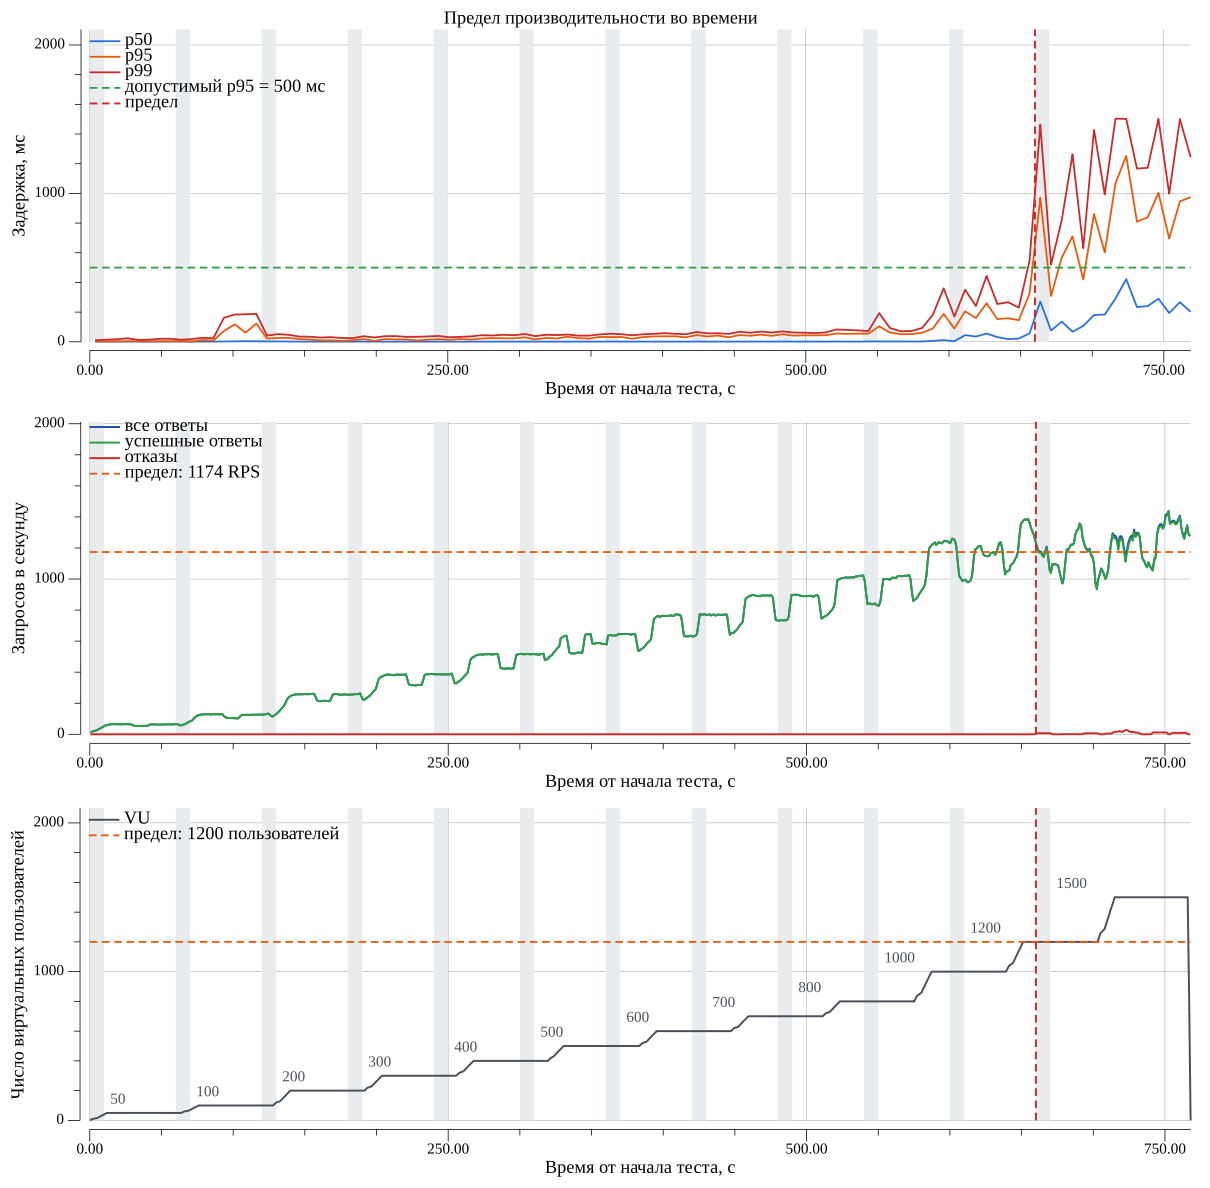 Предел производительности во времени
p50
p95
p99
допустимый p95 = 500 мс
предел
2000
1000
0
Задержка, мс
0.00 250.00 500.00 750.00
Время от начала теста, с
все ответы
успешные ответы
отказы
предел: 1174 RPS
2000
1000
0
Запросов в секунду
0.00 250.00 500.00 750.00
Время от начала теста, с
VU
предел: 1200 пользователей
2000
1000
0
Число виртуальных пользователей
50 100 200 300 400 500 600 700 800 1000 1200 1500
0.00 250.00 500.00 750.00
Время от начала теста, с